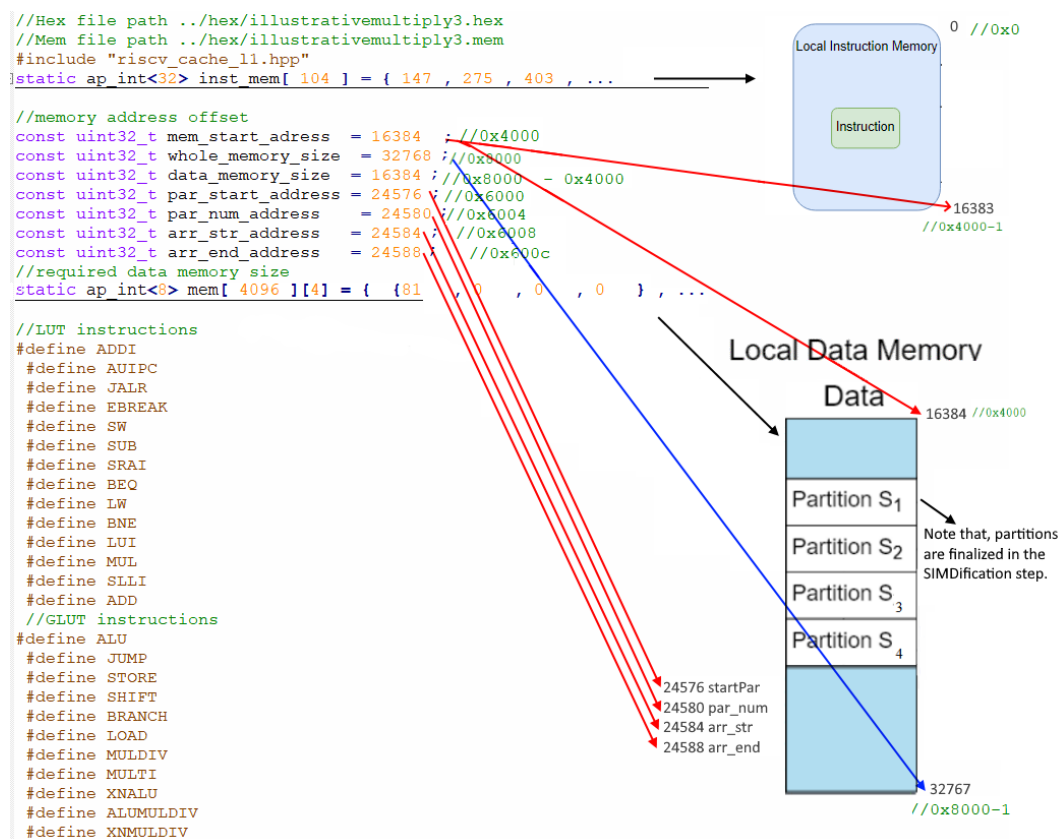 //Hex file path ../hex/illustrativemultiply3.hex
//Mem file path ../hex/illustrativemultiply3.mem
#include "riscv_cache_l1.hpp"
static ap_int<32> inst_mem[ 104 ] = { 147 , 275 , 403 , ...
//memory address offset
const uint32_t mem_start_adress = 16384 ; //0x4000
const uint32_t whole_memory_size = 32768 ; //0x8000
const uint32_t data_memory_size = 16384 ; //0x8000 - 0x4000
const uint32_t par_start_address = 24576 ; //0x6000
const uint32_t par_num_address = 24580 ; //0x6004
const uint32_t arr_str_address = 24584 ; //0x6008
const uint32_t arr_end_address = 24588 ; //0x600c
//required data memory size
static ap_int<8> mem[ 4096 ][4] = { {81 , 0 , 0 , 0 } , ...
//LUT instructions
#define ADDI
#define AUIPC
#define JALR
#define EBREAK
#define SW
#define SUB
#define SRAI
#define BEQ
#define LW
#define BNE
#define LUI
#define MUL
#define SLLI
#define ADD
//GLUT instructions
#define ALU
#define JUMP
#define STORE
#define SHIFT
#define BRANCH
#define LOAD
#define MULDIV
#define MULTI
#define XNALU
#define ALUMULDIV
#define XNMULDIV
Local Instruction Memory
Instruction
0 //0x0
16383
//0x4000-1
Local Data Memory
Data
16384 //0x4000
Partition S1
Partition S2
Partition S3
Partition S4
Note that, partitions
are finalized in the
SIMDification step.
24576 startPar
24580 par_num
24584 arr_str
24588 arr_end
32767
//0x8000-1